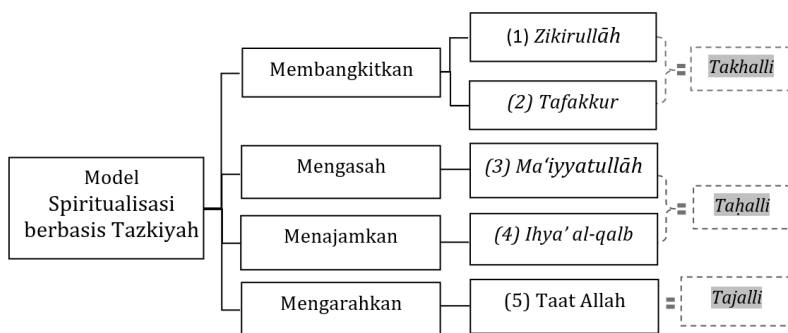 Model
Spiritualisasi
berbasis Tazkiyah
Membangkitkan
(1) Zikirullāh
(2) Tafakkur
= Takhalli
Mengasah
(3) Ma‘iyyatullāh
Menajamkan
(4) Ihya’ al-qalb
= Taḥalli
Mengarahkan
(5) Taat Allah
= Tajalli